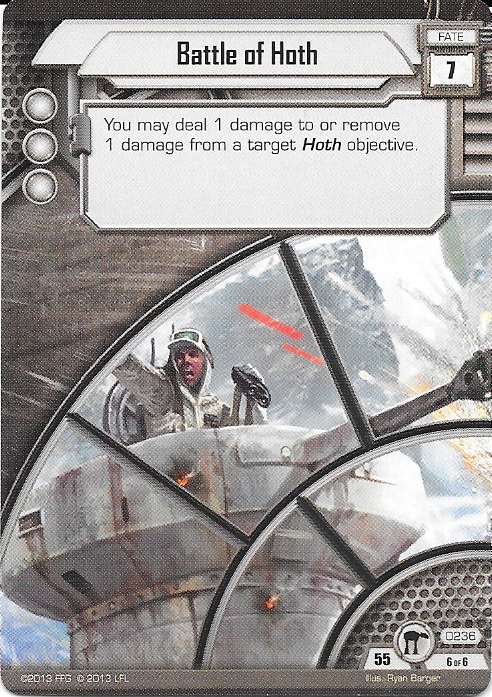 Battle of Hoth
FATE
7
You may deal 1 damage to or remove
1 damage from a target Hoth objective.
0236
55
6 of 6
©2013 FFG © 2013 LFL
Illus. Ryan Barger